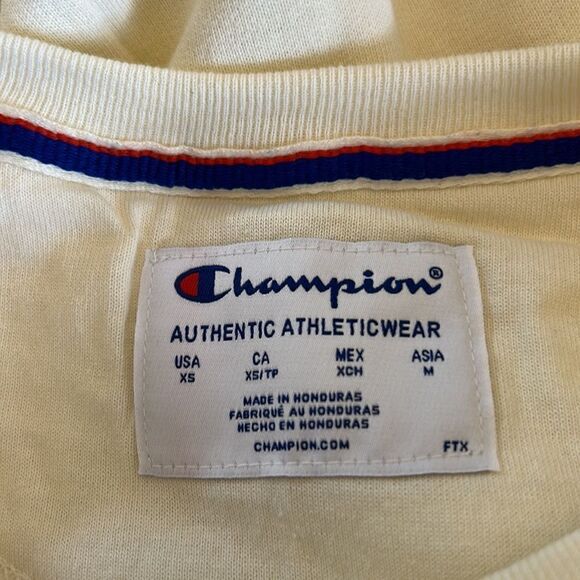 Champion®
AUTHENTIC ATHLETICWEAR
USA CA MEX ASIA
XS XS/TP XCH M
MADE IN HONDURAS
FABRIQUÉ AU HONDURAS
HECHO EN HONDURAS
CHAMPION.COM FTX